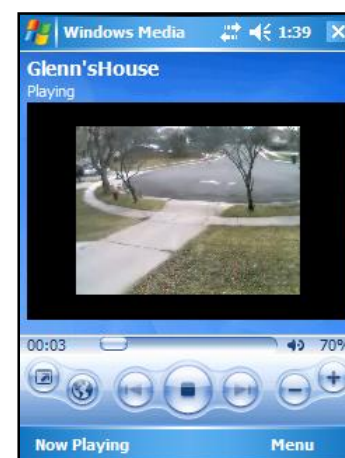 Windows Media 1:39
Glenn'sHouse
Playing
00:03 70%
Now Playing Menu